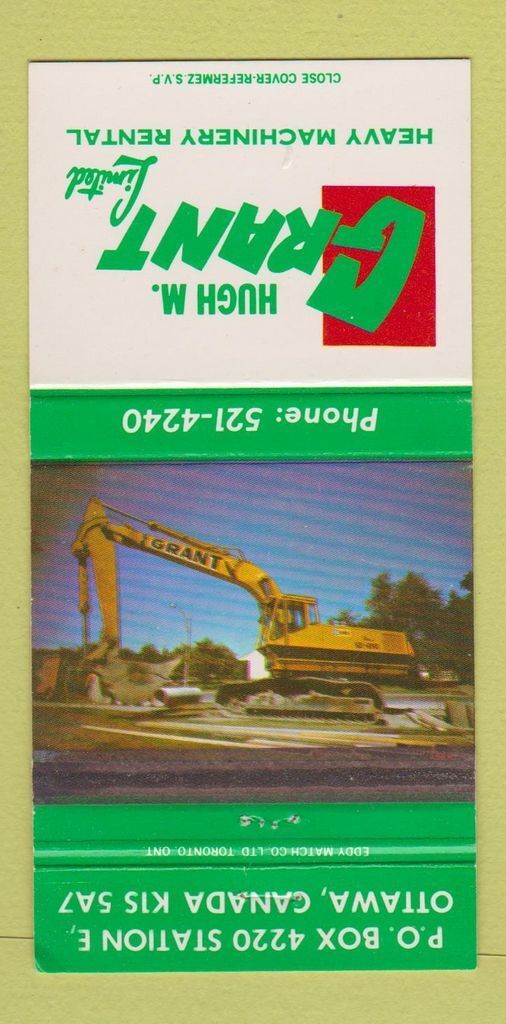 P.O. BOX 4220 STATION E,
OTTAWA, CANADA K1S 5A7
EDDY MATCH CO. LTD. TORONTO, ONT.
GRANT
Phone: 521-4240
HUGH M.
GRANT
Limited
HEAVY MACHINERY RENTAL
CLOSE COVER-REFERMEZ S.V.P.